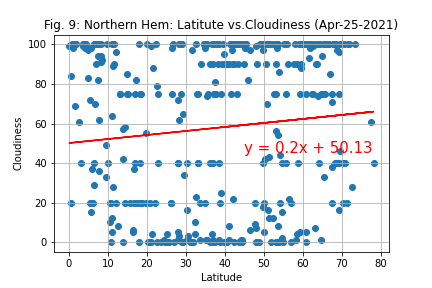 Fig. 9: Northern Hem: Latitute vs.Cloudiness (Apr-25-2021)
100
80
60
40
20
0
Cloudiness
y = 0.2x + 50.13
0 10 20 30 40 50 60 70 80
Latitude